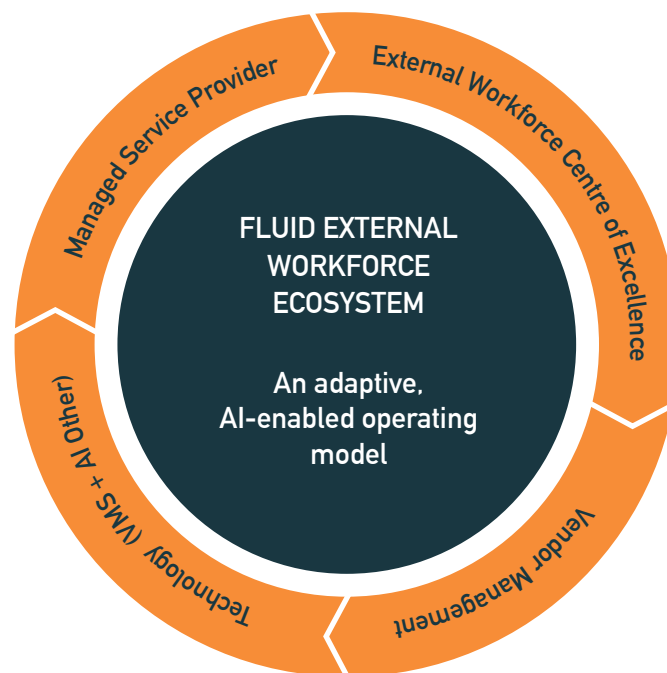 Managed Service Provider
External Workforce Centre of Excellence
Vendor Management
Technology (VMS + AI Other)
FLUID EXTERNAL
WORKFORCE
ECOSYSTEM
An adaptive,
AI-enabled operating
model